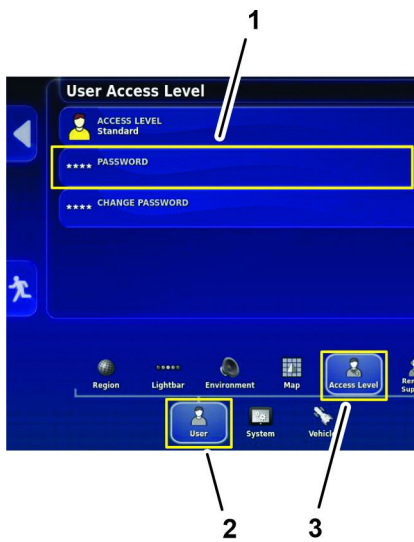 1
User Access Level
ACCESS LEVEL
Standard
**** PASSWORD
**** CHANGE PASSWORD
Region Lightbar Environment Map Access Level
User System Vehicle
2 3